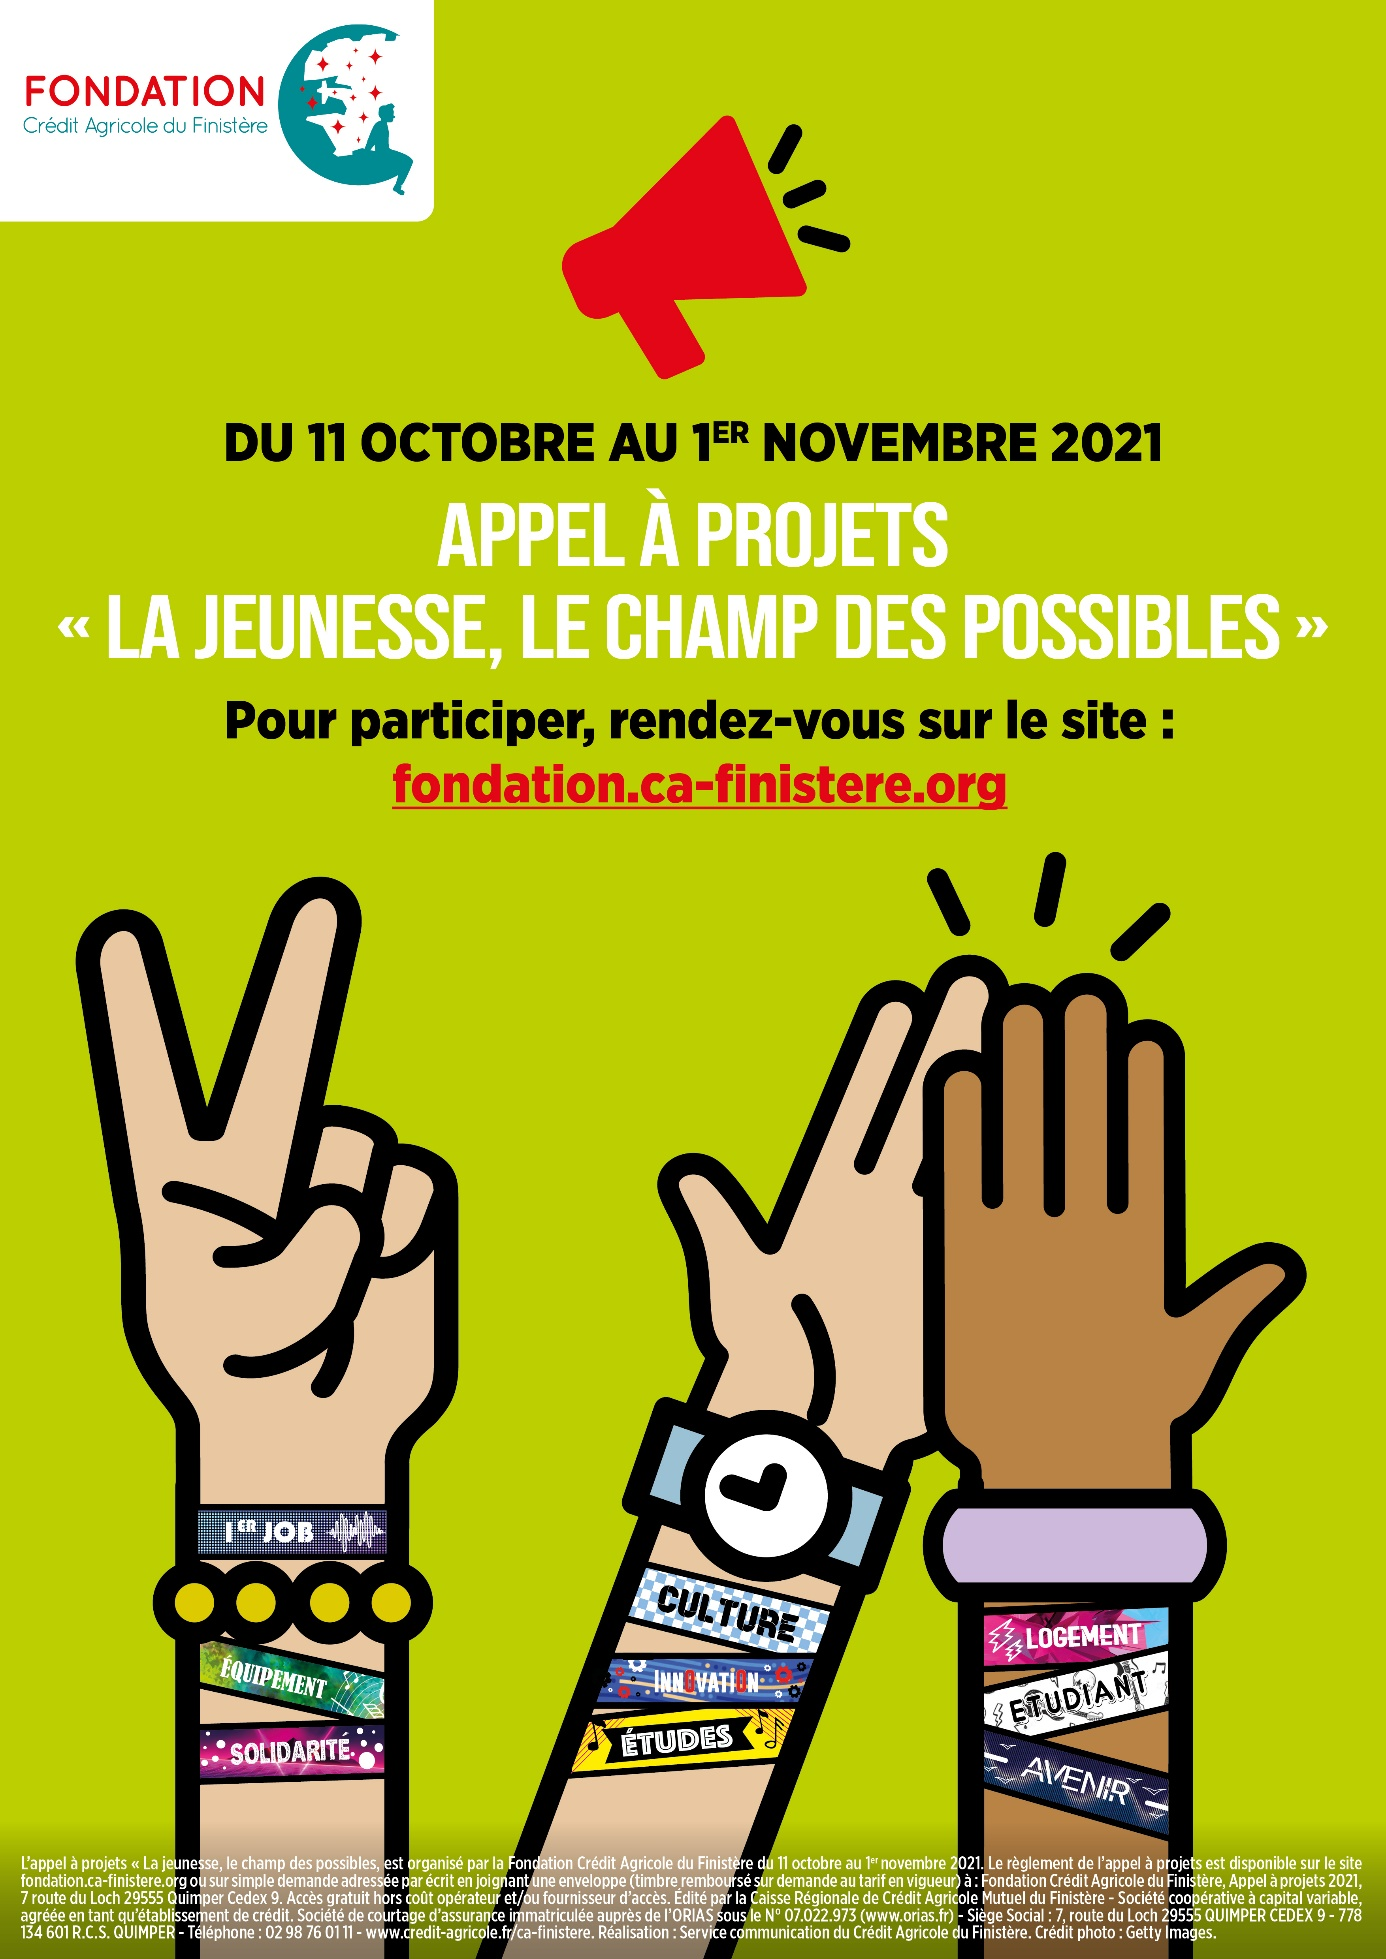 FONDATION
Crédit Agricole du Finistère
DU 11 OCTOBRE AU 1ER NOVEMBRE 2021
APPEL À PROJETS
« LA JEUNESSE, LE CHAMP DES POSSIBLES »
Pour participer, rendez-vous sur le site :
fondation.ca-finistere.org
1ER JOB
ÉQUIPEMENT
SOLIDARITÉ
CULTURE
INNOVATION
ÉTUDES
LOGEMENT
ETUDIANT
AVENIR
L'appel à projets « La jeunesse, le champ des possibles, est organisé par la Fondation Crédit Agricole du Finistère du 11 octobre au 1er novembre 2021. Le règlement de l'appel à projets est disponible sur le site
fondation.ca-finistere.org ou sur simple demande adressée par écrit en joignant une enveloppe (timbre remboursé sur demande au tarif en vigueur) à : Fondation Crédit Agricole du Finistère, Appel à projets 2021,
7 route du Loch 29555 Quimper Cedex 9. Accès gratuit hors coût opérateur et/ou fournisseur d'accès. Édité par la Caisse Régionale de Crédit Agricole Mutuel du Finistère - Société coopérative à capital variable,
agréée en tant qu'établissement de crédit. Société de courtage d'assurance immatriculée auprès de l'ORIAS sous le N° 07.022.973 (www.orias.fr) - Siège Social : 7, route du Loch 29555 QUIMPER CEDEX 9 - 778
134 601 R.C.S. QUIMPER - Téléphone : 02 98 76 01 11 - www.credit-agricole.fr/ca-finistere. Réalisation : Service communication du Crédit Agricole du Finistère. Crédit photo : Getty Images.